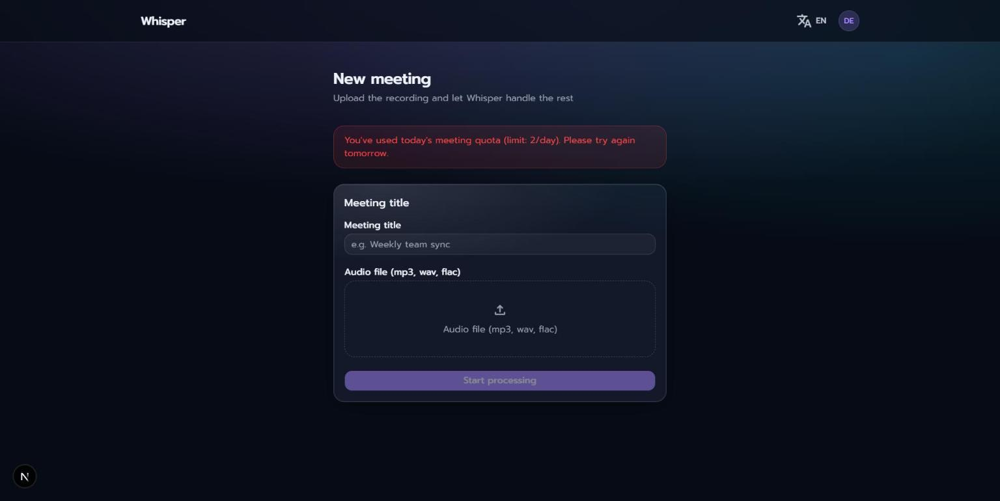 Whisper
EN
DE
New meeting
Upload the recording and let Whisper handle the rest
You've used today's meeting quota (limit: 2/day). Please try again
tomorrow.
Meeting title
Meeting title
e.g. Weekly team sync
Audio file (mp3, wav, flac)
Audio file (mp3, wav, flac)
Start processing
N